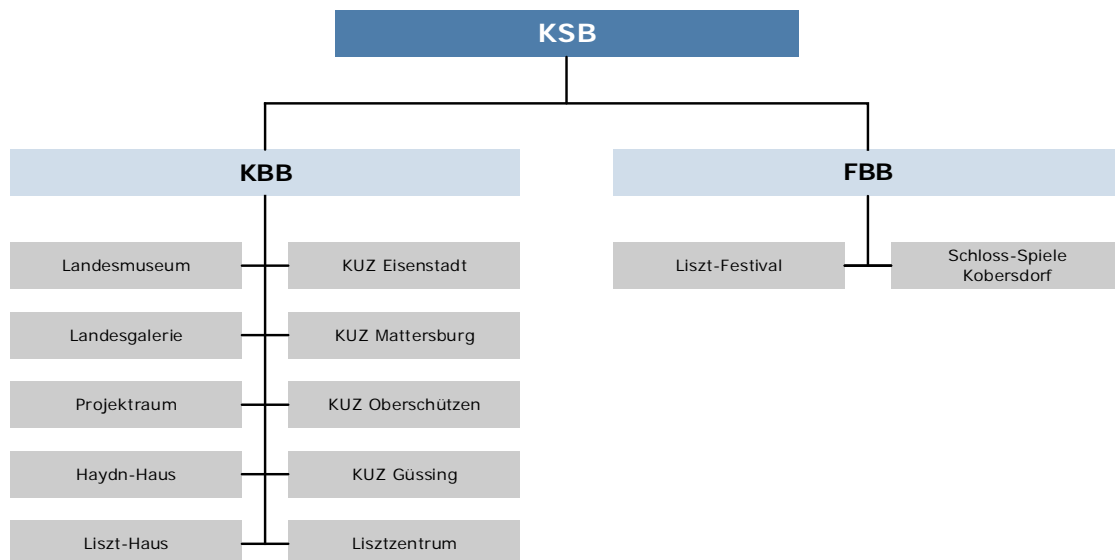 KSB
KBB
FBB
Landesmuseum
KUZ Eisenstadt
Liszt-Festival
Schloss-Spiele
Kobersdorf
Landesgalerie
KUZ Mattersburg
Projektraum
KUZ Oberschützen
Haydn-Haus
KUZ Güssing
Liszt-Haus
Lisztzentrum